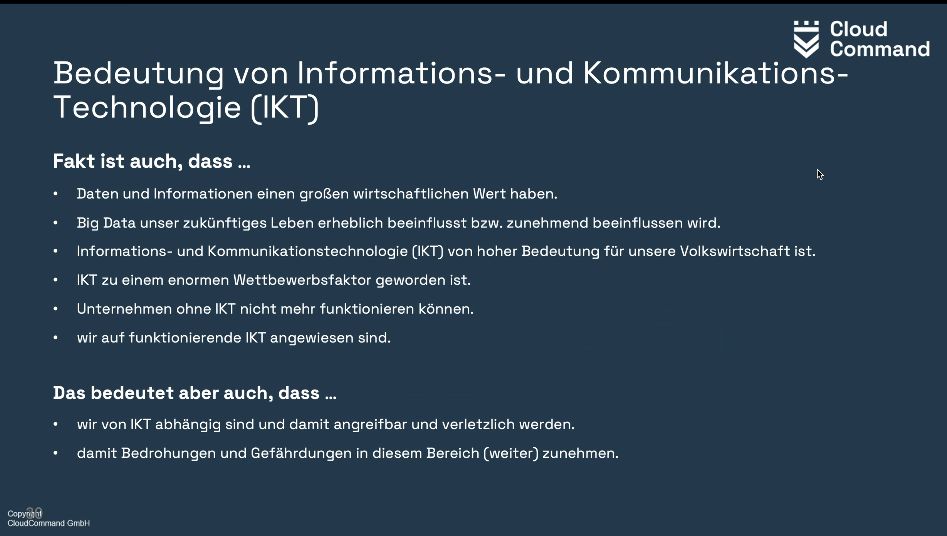 Cloud
Command
Bedeutung von Informations- und Kommunikations-
Technologie (IKT)
Fakt ist auch, dass …
• Daten und Informationen einen großen wirtschaftlichen Wert haben.
• Big Data unser zukünftiges Leben erheblich beeinflusst bzw. zunehmend beeinflussen wird.
• Informations- und Kommunikationstechnologie (IKT) von hoher Bedeutung für unsere Volkswirtschaft ist.
• IKT zu einem enormen Wettbewerbsfaktor geworden ist.
• Unternehmen ohne IKT nicht mehr funktionieren können.
• wir auf funktionierende IKT angewiesen sind.
Das bedeutet aber auch, dass …
• wir von IKT abhängig sind und damit angreifbar und verletzlich werden.
• damit Bedrohungen und Gefährdungen in diesem Bereich (weiter) zunehmen.
Copyright
CloudCommand GmbH